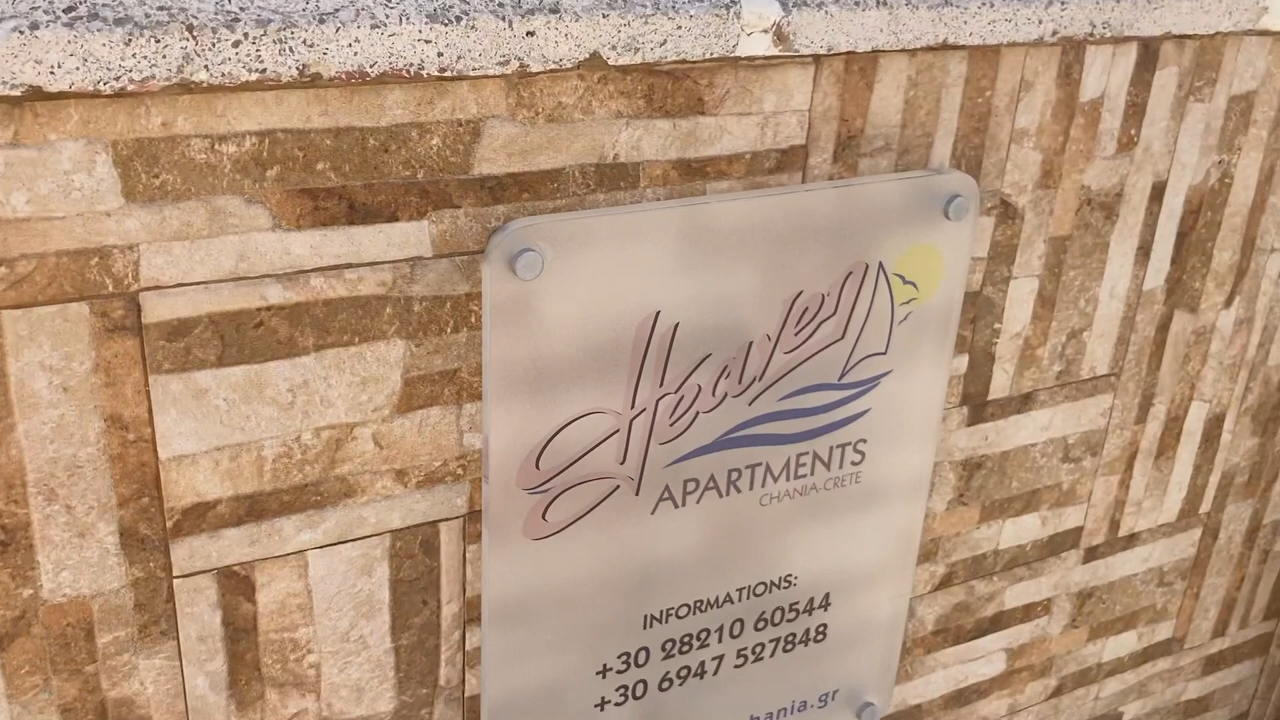 Heaven
APARTMENTS
CHANIA-CRETE
INFORMATIONS:
+30 28210 60544
+30 6947 527848
hania.gr